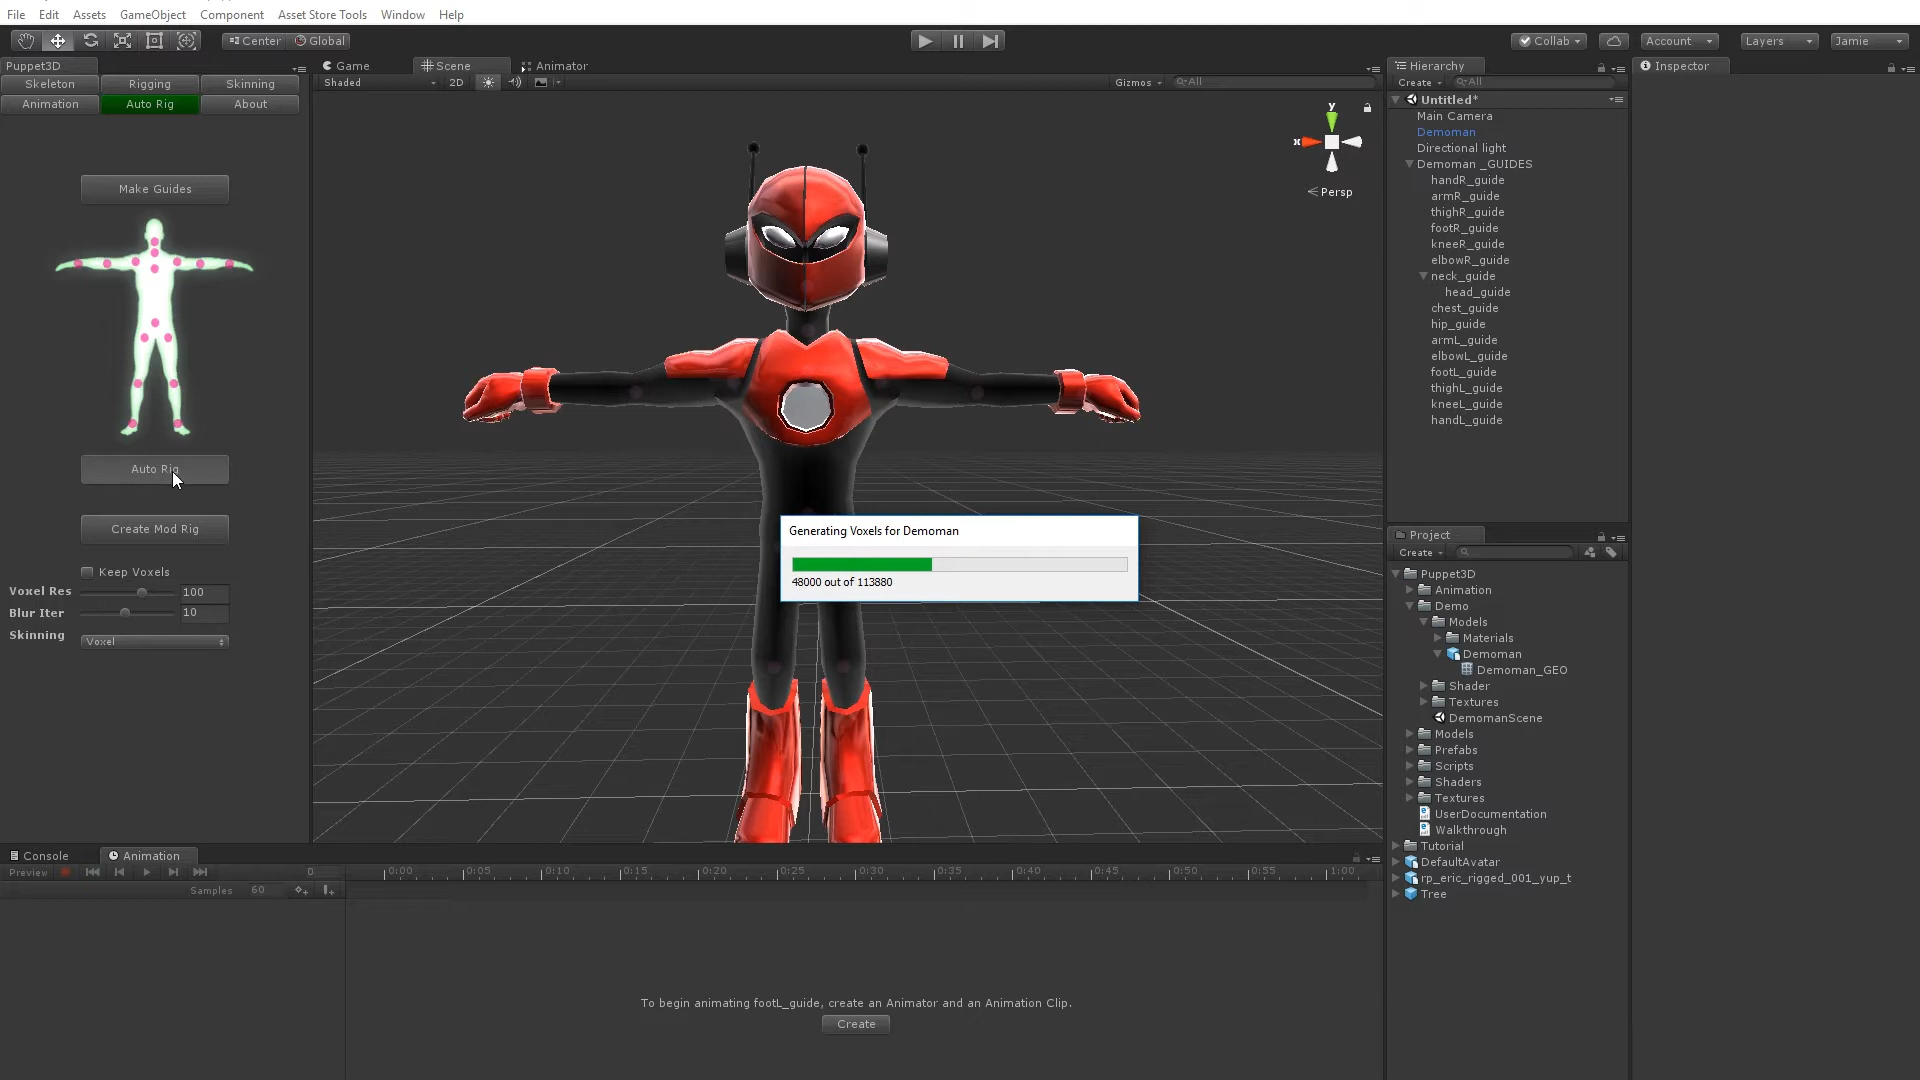 File Edit Assets GameObject Component Asset Store Tools Window Help
Center Global Collab Account Layers Jamie
Puppet3D
Skeleton Rigging Skinning
Animation Auto Rig About
Make Guides
Auto Rig
Create Mod Rig
Keep Voxels
Voxel Res 100
Blur Iter 10
Skinning Voxel
Game Scene Animator
Shaded 2D Gizmos All
y
x
Persp
Generating Voxels for Demoman
48000 out of 113880
Hierarchy
Create All
Untitled*
Main Camera
Demoman
Directional light
Demoman _GUIDES
handR_guide
armR_guide
thighR_guide
footR_guide
kneeR_guide
elbowR_guide
neck_guide
head_guide
chest_guide
hip_guide
armL_guide
elbowL_guide
footL_guide
thighL_guide
kneeL_guide
handL_guide
Inspector
Project
Create
Puppet3D
Animation
Demo
Models
Materials
Demoman
Demoman_GEO
Shader
Textures
DemomanScene
Models
Prefabs
Scripts
Shaders
Textures
UserDocumentation
Walkthrough
Tutorial
DefaultAvatar
rp_eric_rigged_001_yup_t
Tree
Console Animation
Preview 0 0:00 0:05 0:10 0:15 0:20 0:25 0:30 0:35 0:40 0:45 0:50 0:55 1:00
Samples 60
To begin animating footL_guide, create an Animator and an Animation Clip.
Create